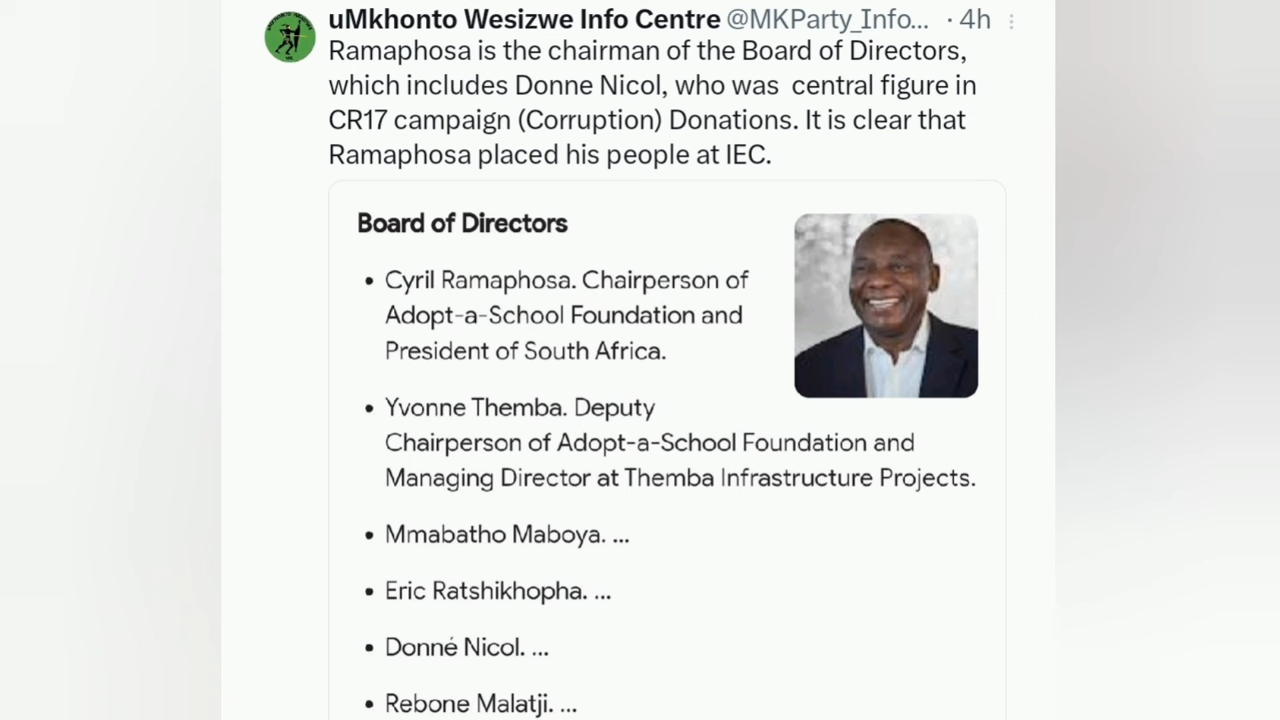 uMkhonto Wesizwe Info Centre @MKParty_Info... · 4h
Ramaphosa is the chairman of the Board of Directors,
which includes Donne Nicol, who was  central figure in
CR17 campaign (Corruption) Donations. It is clear that
Ramaphosa placed his people at IEC.
Board of Directors
• Cyril Ramaphosa. Chairperson of
Adopt-a-School Foundation and
President of South Africa.
• Yvonne Themba. Deputy
Chairperson of Adopt-a-School Foundation and
Managing Director at Themba Infrastructure Projects.
• Mmabatho Maboya. ...
• Eric Ratshikhopha. ...
• Donné Nicol. ...
• Rebone Malatji. ...